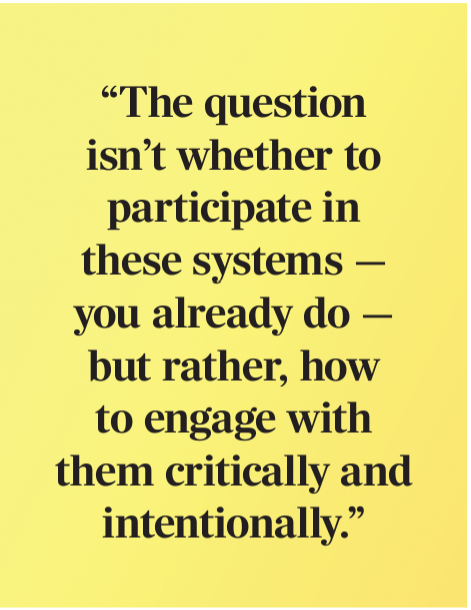 “The question
isn’t whether to
participate in
these systems —
you already do —
but rather, how
to engage with
them critically and
intentionally.”